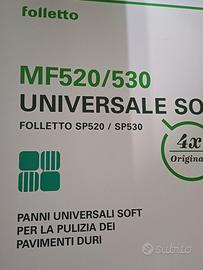 folletto
MF520/530
UNIVERSALE SO
FOLLETTO SP520 / SP530
4x
Origina
PANNI UNIVERSALI SOFT
PER LA PULIZIA DEI
PAVIMENTI DURI
subito